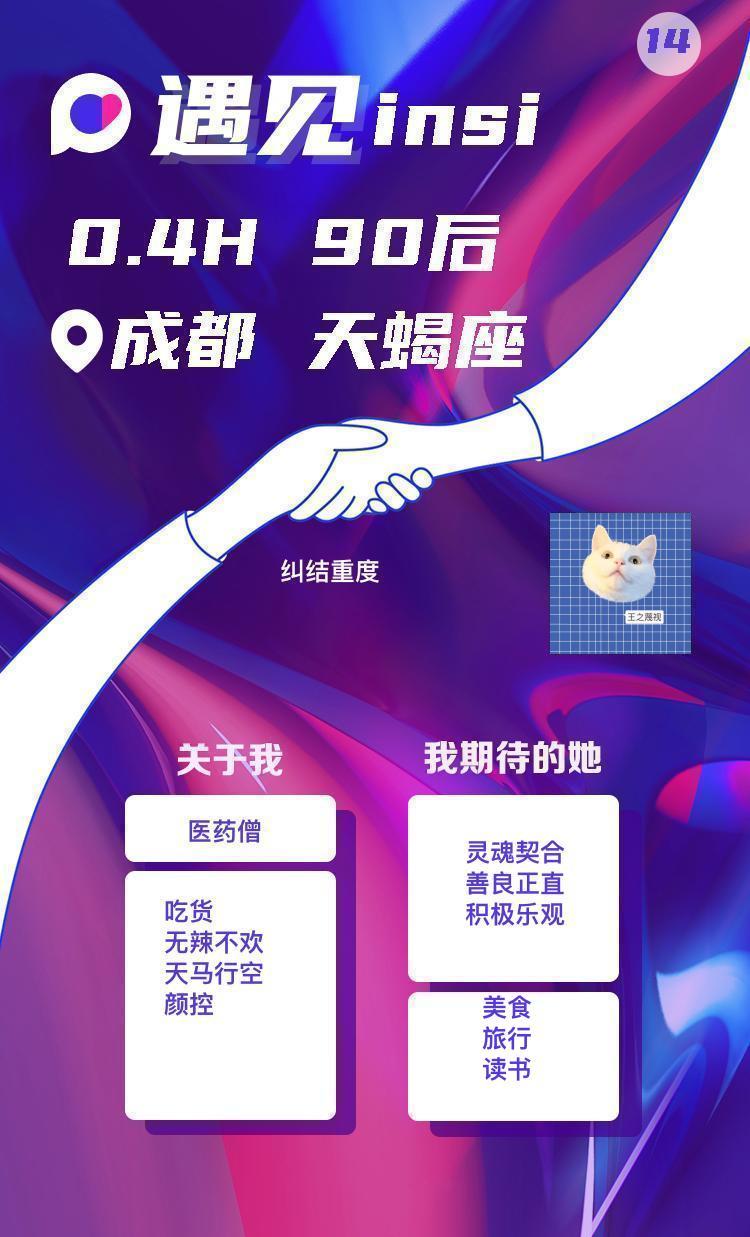 14
遇见insi
0.4H 90后
成都 天蝎座
纠结重度
王之蔑视
关于我
医药僧
吃货
无辣不欢
天马行空
颜控
我期待的她
灵魂契合
善良正直
积极乐观
美食
旅行
读书